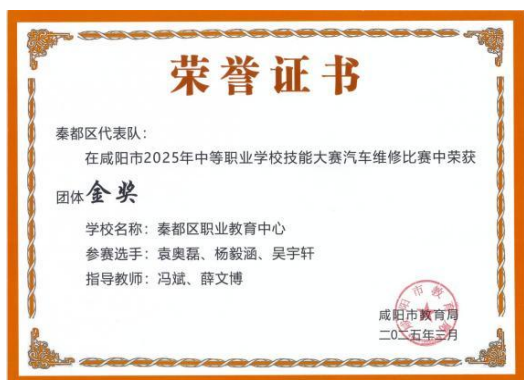 荣誉证书
秦都区代表队：
在咸阳市2025年中等职业学校技能大赛汽车维修比赛中荣获
团体金奖
学校名称：秦都区职业教育中心
参赛选手：袁奥磊、杨毅涵、吴宇轩
指导教师：冯斌、薛文博
咸阳市教育局
二〇二五年三月